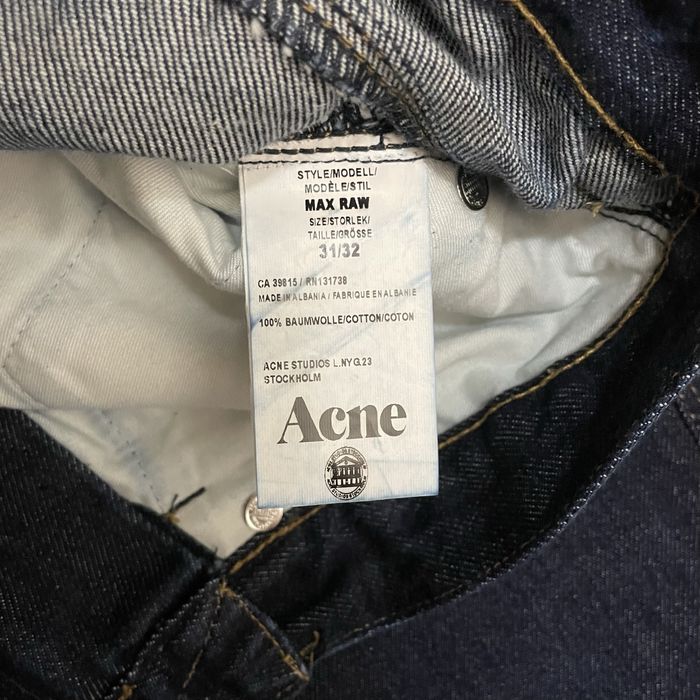 STYLE/MODELL/
MODÈLE/STIL
MAX RAW
SIZE/STORLEK/
TAILLE/GRÖSSE
31/32
CA 39815 / RN131738
MADE IN ALBANIA / FABRIQUE EN ALBANIE
100% BAUMWOLLE/COTTON/COTON
ACNE STUDIOS L.NYG.23
STOCKHOLM
Acne